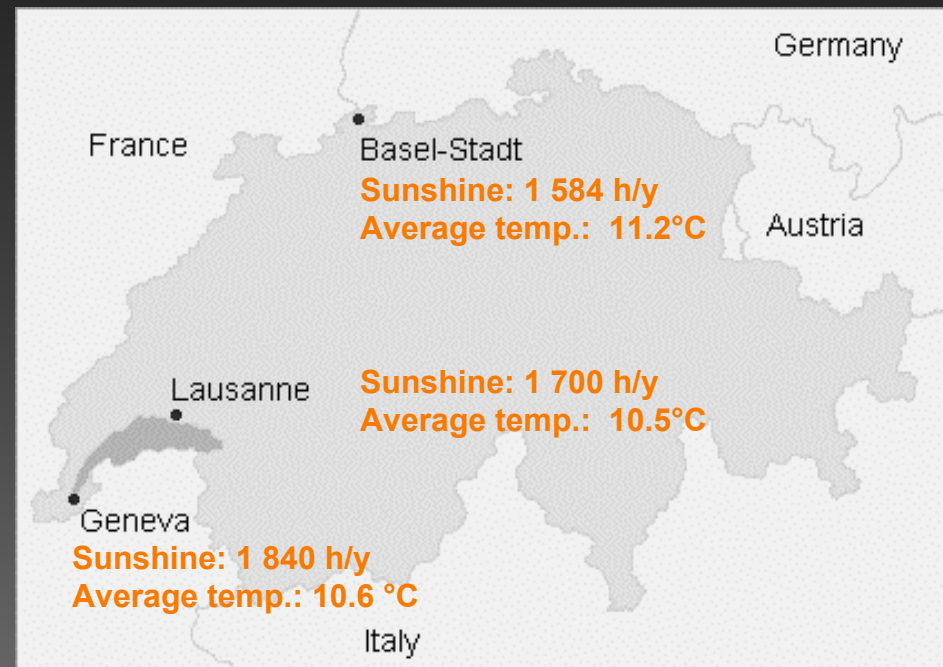 Germany
France
Basel-Stadt
Sunshine: 1 584 h/y
Average temp.: 11.2°C
Austria
Lausanne
Sunshine: 1 700 h/y
Average temp.: 10.5°C
Geneva
Sunshine: 1 840 h/y
Average temp.: 10.6 °C
Italy